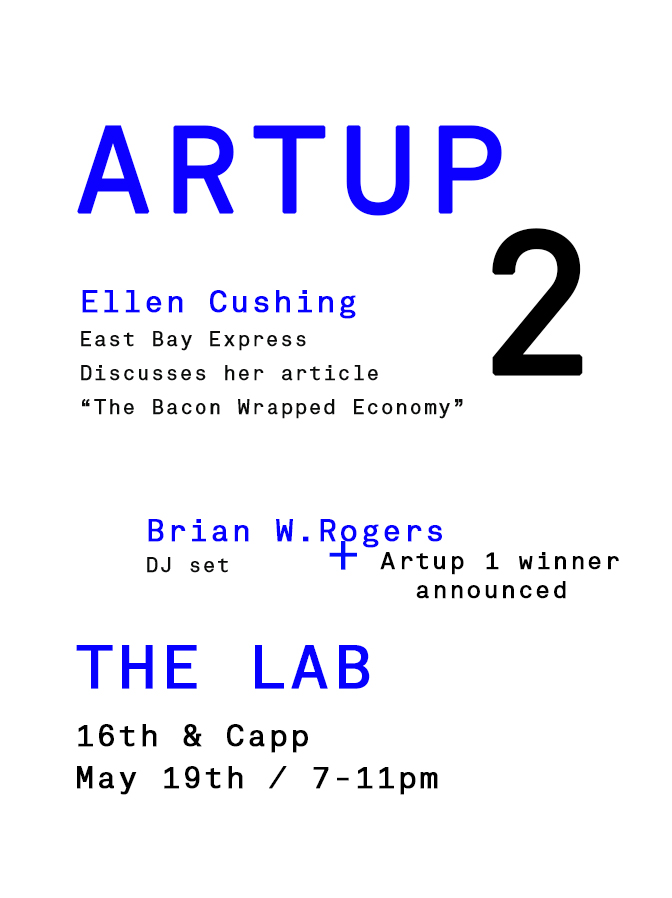 ARTUP
2
Ellen Cushing
East Bay Express
Discusses her article
“The Bacon Wrapped Economy”
Brian W.Rogers
DJ set
+ Artup 1 winner
announced
THE LAB
16th & Capp
May 19th / 7-11pm